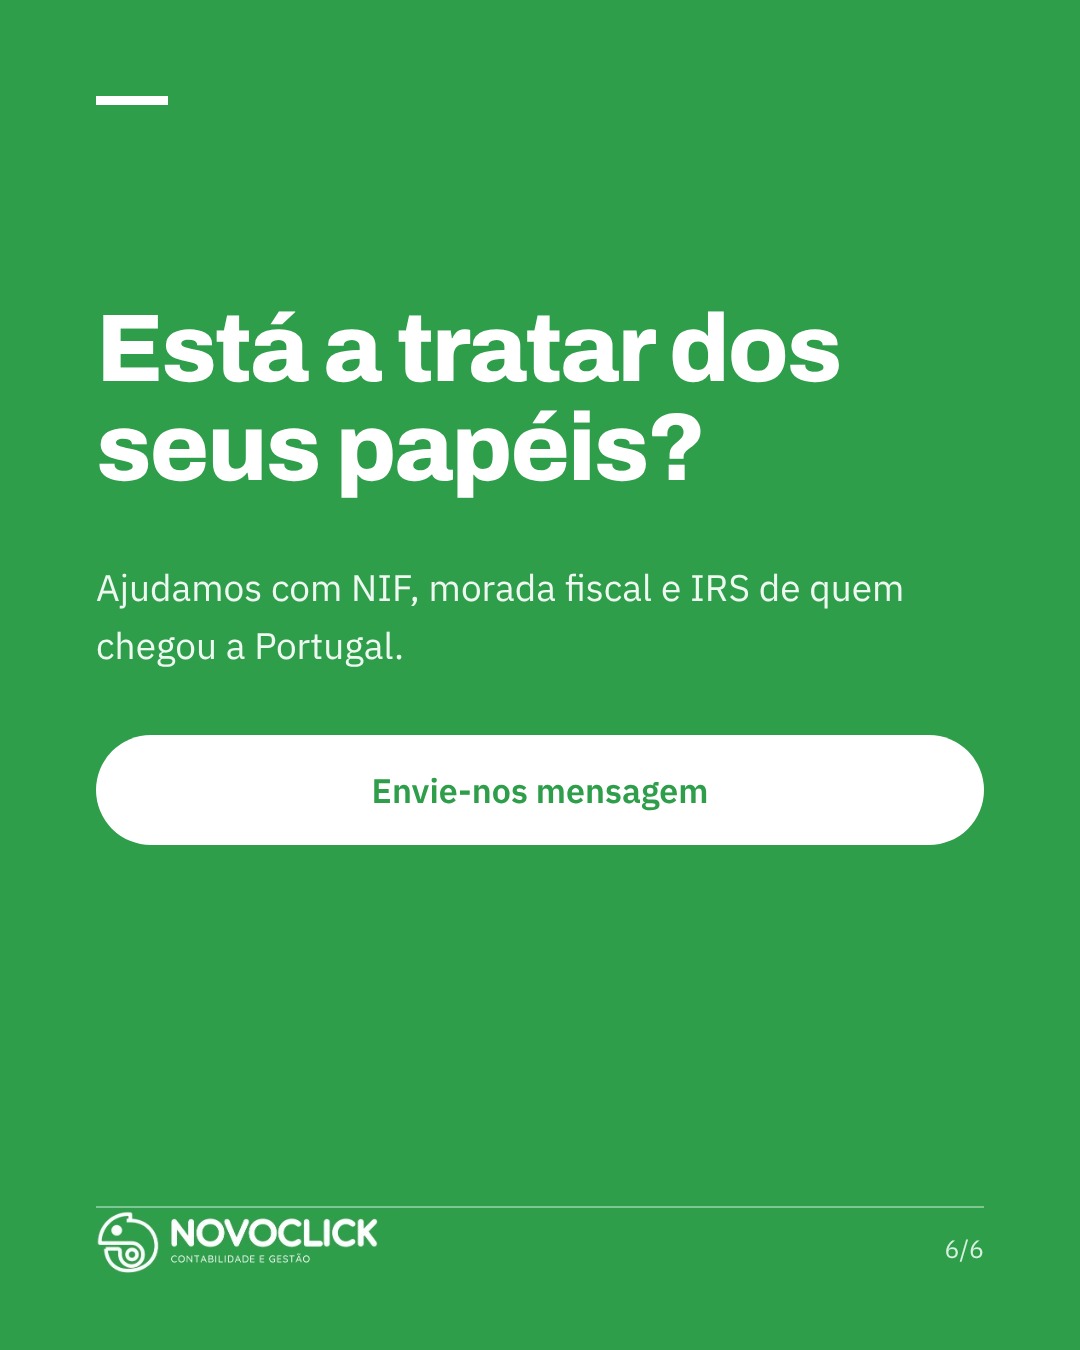 Está a tratar dos
seus papéis?
Ajudamos com NIF, morada fiscal e IRS de quem
chegou a Portugal.
Envie-nos mensagem
NOVOCLICK
CONTABILIDADE E GESTÃO
6/6